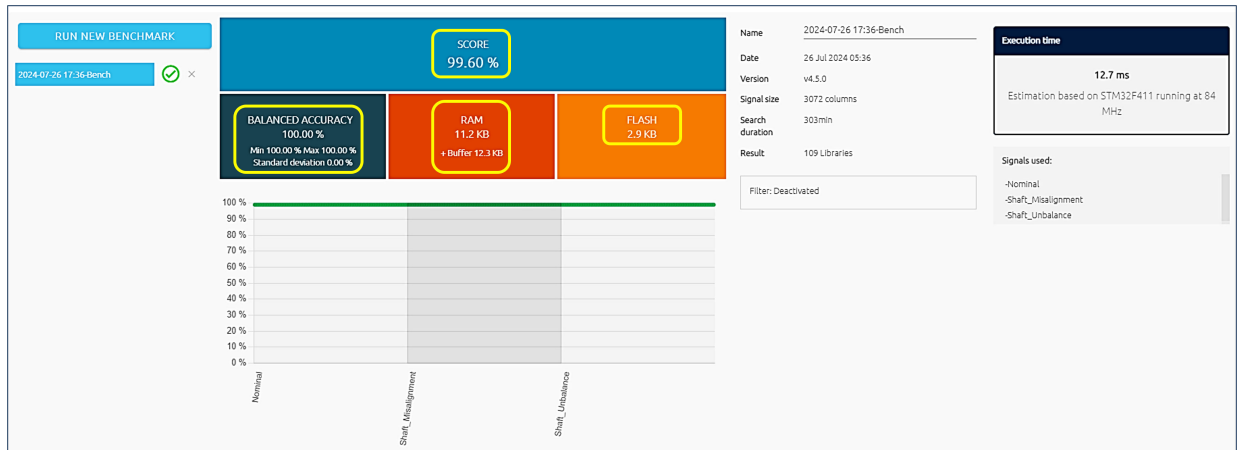 RUN NEW BENCHMARK
2024-07-26 17:36-Bench
×
SCORE
99.60 %
BALANCED ACCURACY
100.00 %
Min 100.00 % Max 100.00 %
Standard deviation 0.00 %
RAM
11.2 KB
+ Buffer 12.3 KB
FLASH
2.9 KB
100 %
90 %
80 %
70 %
60 %
50 %
40 %
30 %
20 %
10 %
0 %
Nominal
Shaft_Misalignment
Shaft_Unbalance
Name 2024-07-26 17:36-Bench
Date 26 Jul 2024 05:36
Version v4.5.0
Signal size 3072 columns
Search duration 303min
Result 109 Libraries
Filter: Deactivated
Execution time
12.7 ms
Estimation based on STM32F411 running at 84
MHz
Signals used:
-Nominal
-Shaft_Misalignment
-Shaft_Unbalance